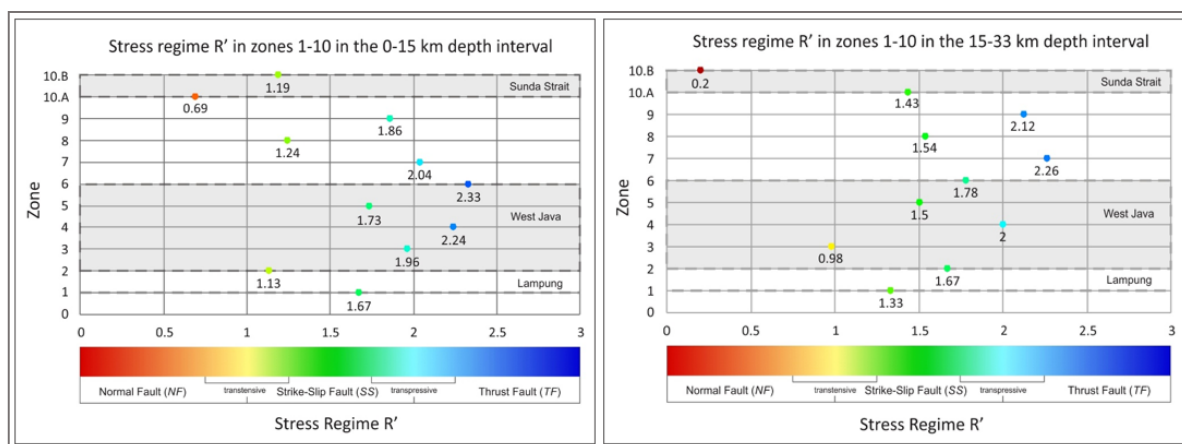 Stress regime R’ in zones 1-10 in the 0-15 km depth interval
10.B
Sunda Strait
1.19
10.A
0.69
9
1.86
8
1.24
7
2.04
6
2.33
5
1.73
West Java
4
2.24
3
1.96
2
1.13
Lampung
1
1.67
0
Zone
0 0.5 1 1.5 2 2.5 3
Normal Fault (NF) transtensive Strike-Slip Fault (SS) transpressive Thrust Fault (TF)
Stress Regime R’
Stress regime R’ in zones 1-10 in the 15-33 km depth interval
10.B
0.2
Sunda Strait
10.A
1.43
9
2.12
8
1.54
7
2.26
6
1.78
5
1.5
West Java
4
2
3
0.98
2
1.67
Lampung
1
1.33
0
Zone
0 0.5 1 1.5 2 2.5 3
Normal Fault (NF) transtensive Strike-Slip Fault (SS) transpressive Thrust Fault (TF)
Stress Regime R’